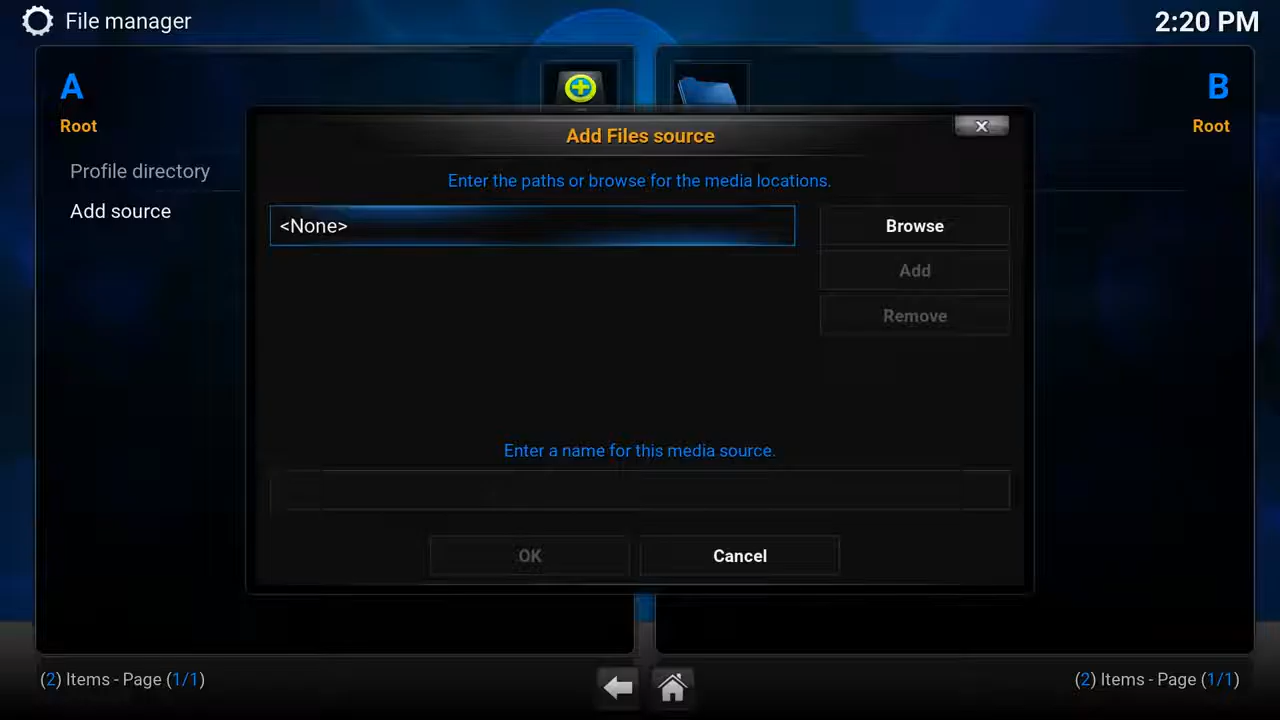 File manager
2:20 PM
A
B
Root
Root
Profile directory
Add source
Add Files source
Enter the paths or browse for the media locations.
<None>
Browse
Add
Remove
Enter a name for this media source.
OK
Cancel
(2) Items - Page (1/1)
(2) Items - Page (1/1)